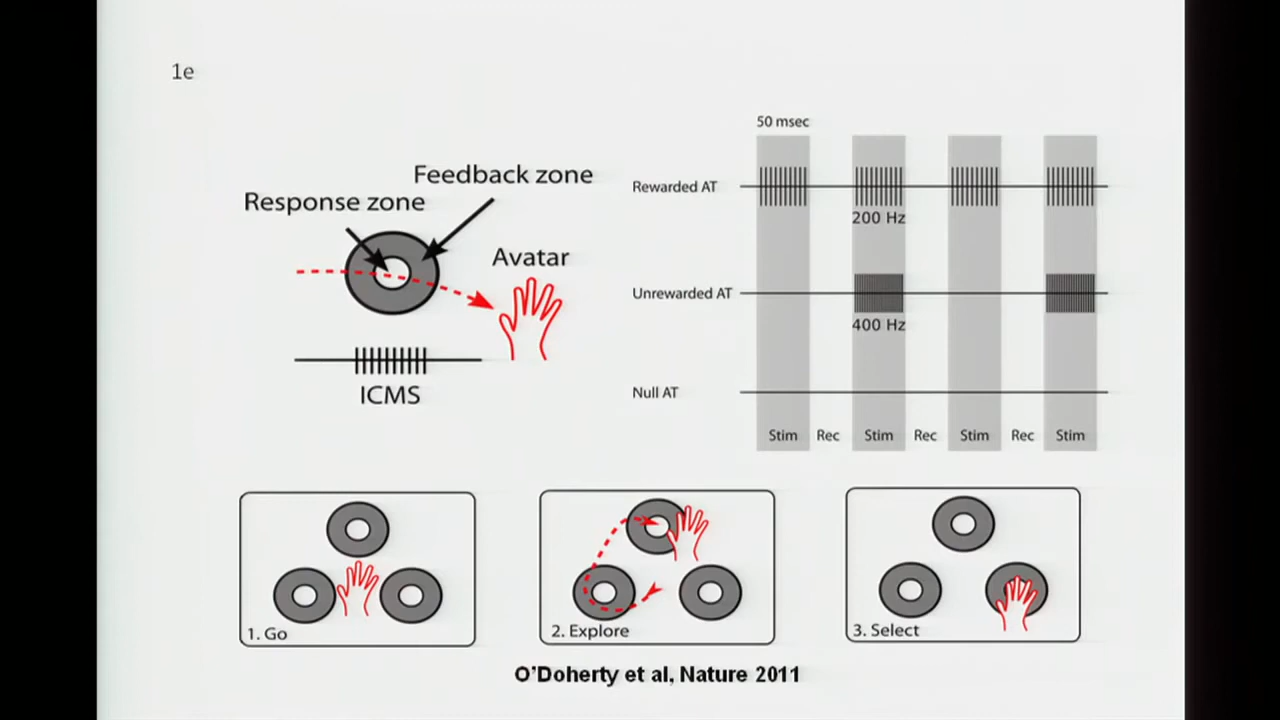 1e
Feedback zone
Response zone
Avatar
ICMS
50 msec
Rewarded AT
200 Hz
Unrewarded AT
400 Hz
Null AT
Stim Rec Stim Rec Stim Rec Stim
1. Go
2. Explore
3. Select
O'Doherty et al, Nature 2011